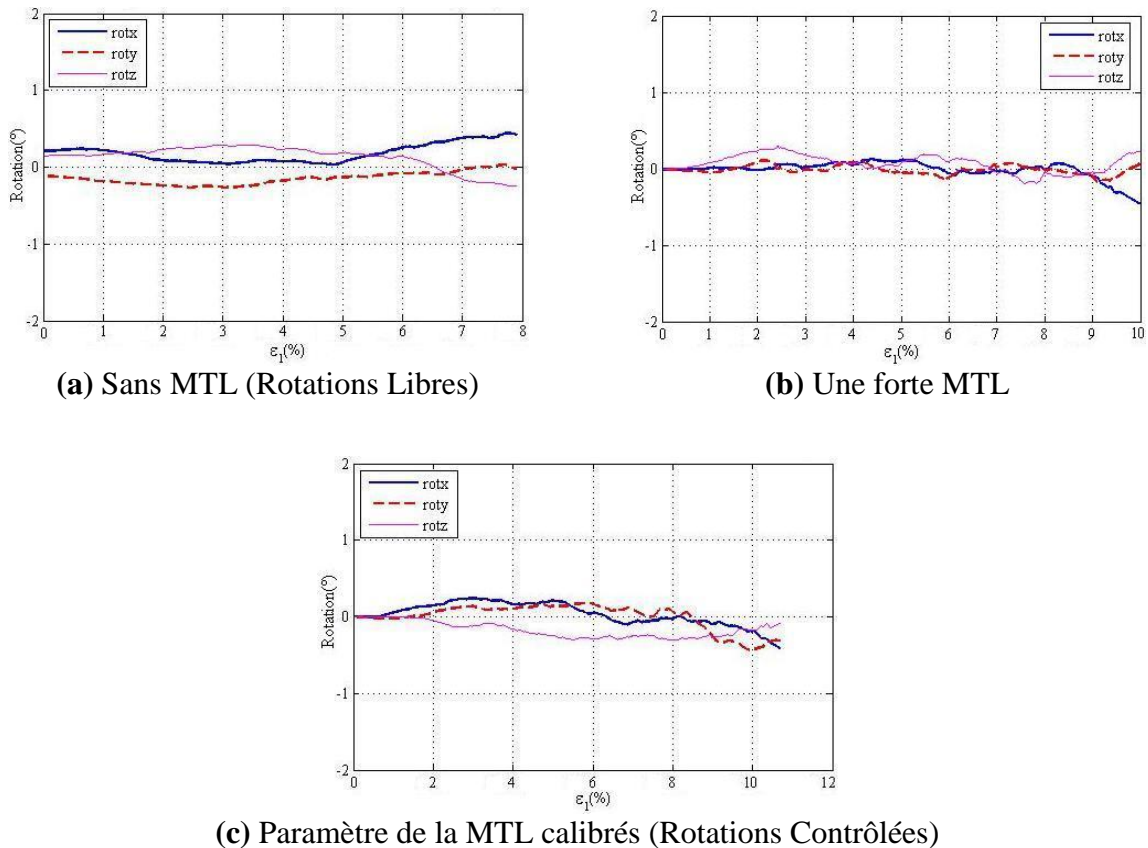 2
1
0
-1
-2
Rotation(°)
rotx
roty
rotz
0 1 2 3 4 5 6 7 8
ε1(%)
(a) Sans MTL (Rotations Libres)
2
1
0
-1
-2
Rotation(°)
rotx
roty
rotz
0 1 2 3 4 5 6 7 8 9 10
ε1(%)
(b) Une forte MTL
2
1
0
-1
-2
Rotation(°)
rotx
roty
rotz
0 2 4 6 8 10 12
ε1(%)
(c) Paramètre de la MTL calibrés (Rotations Contrôlées)